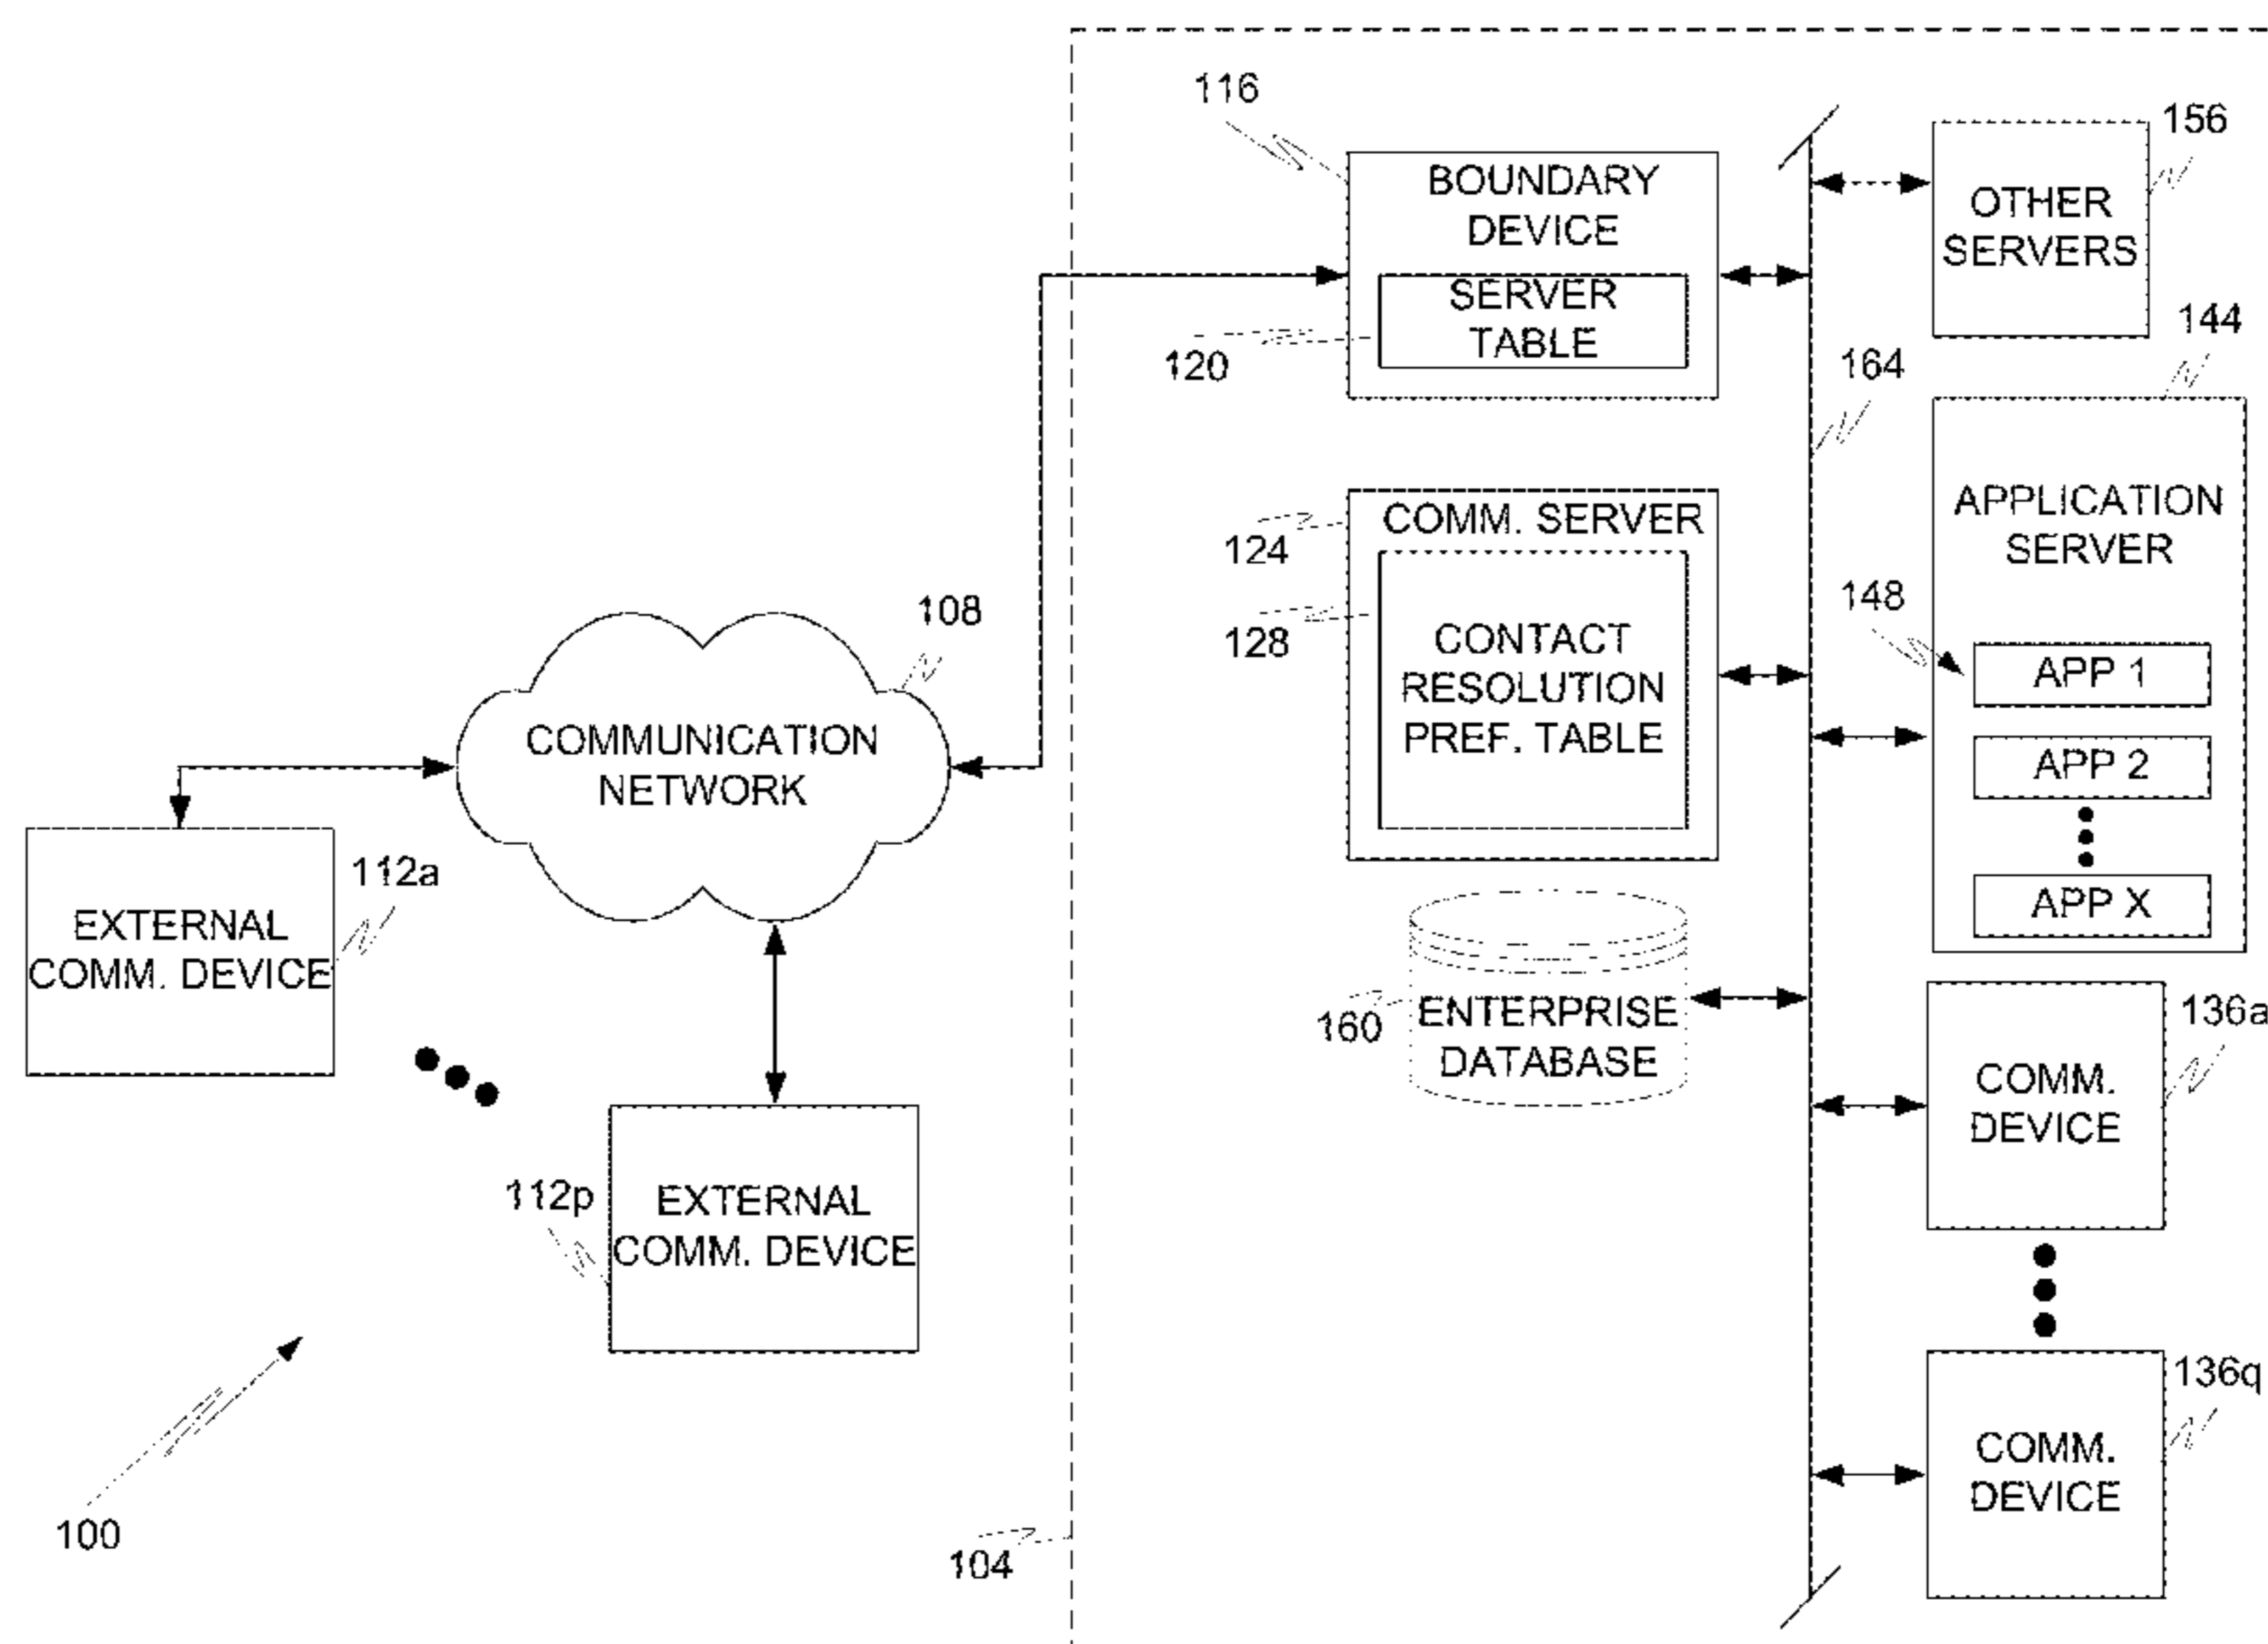 116
156
BOUNDARY
DEVICE
OTHER
SERVERS
SERVER
TABLE
120
144
164
COMM. SERVER
124
128
CONTACT
RESOLUTION
PREF. TABLE
APPLICATION
SERVER
148
APP 1
APP 2
APP X
108
COMMUNICATION
NETWORK
112a
EXTERNAL
COMM. DEVICE
160
ENTERPRISE
DATABASE
136a
COMM.
DEVICE
112p
EXTERNAL
COMM. DEVICE
136q
COMM.
DEVICE
100
104